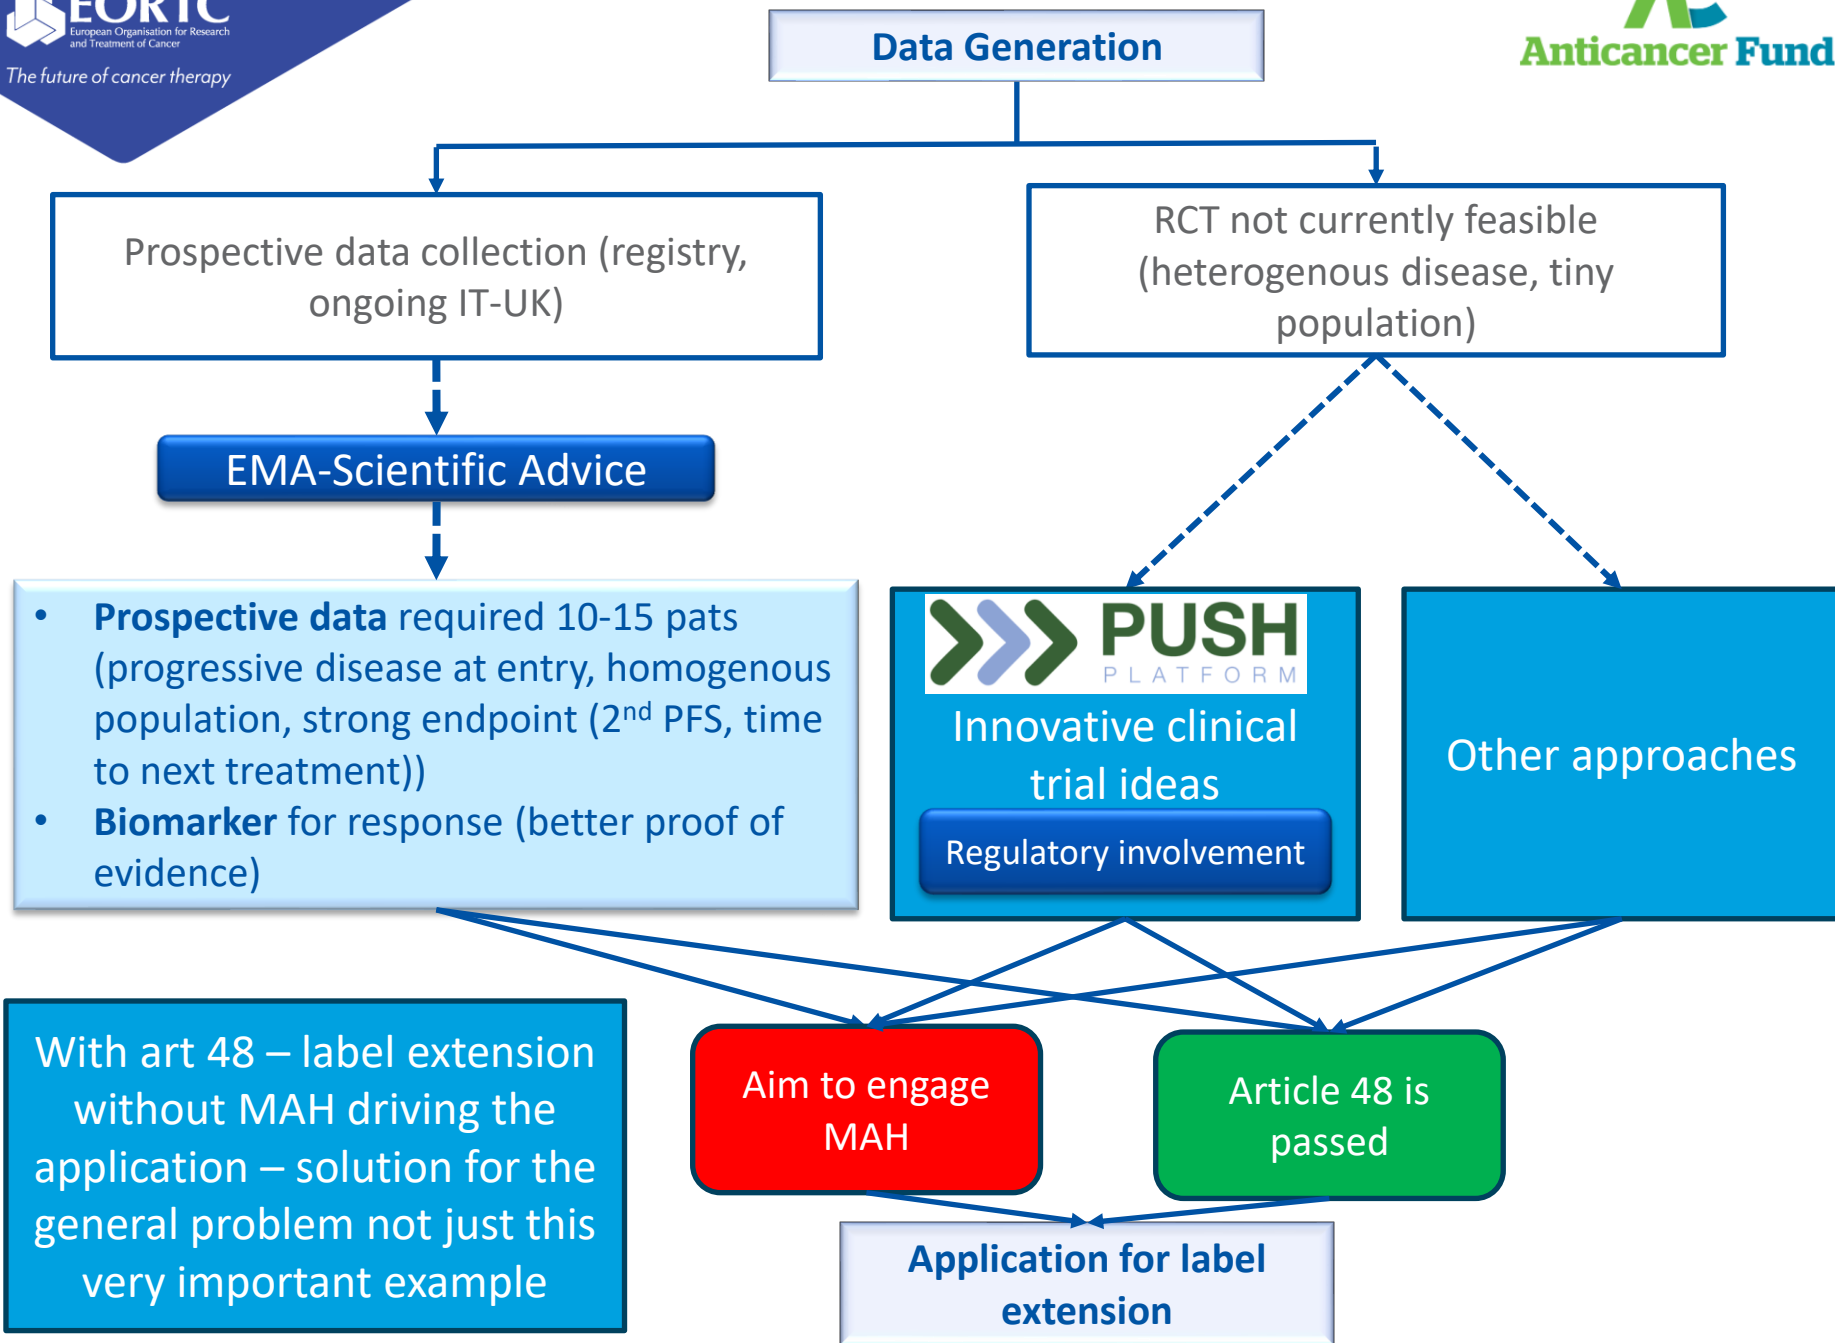 EORTC
European Organisation for Research
and Treatment of Cancer
The future of cancer therapy
Data Generation
Anticancer Fund
Prospective data collection (registry,
ongoing IT-UK)
RCT not currently feasible
(heterogenous disease, tiny
population)
EMA-Scientific Advice
• Prospective data required 10-15 pats
(progressive disease at entry, homogenous
population, strong endpoint (2nd PFS, time
to next treatment))
• Biomarker for response (better proof of
evidence)
PUSH
PLATFORM
Innovative clinical
trial ideas
Regulatory involvement
Other approaches
With art 48 – label extension
without MAH driving the
application – solution for the
general problem not just this
very important example
Aim to engage
MAH
Article 48 is
passed
Application for label
extension